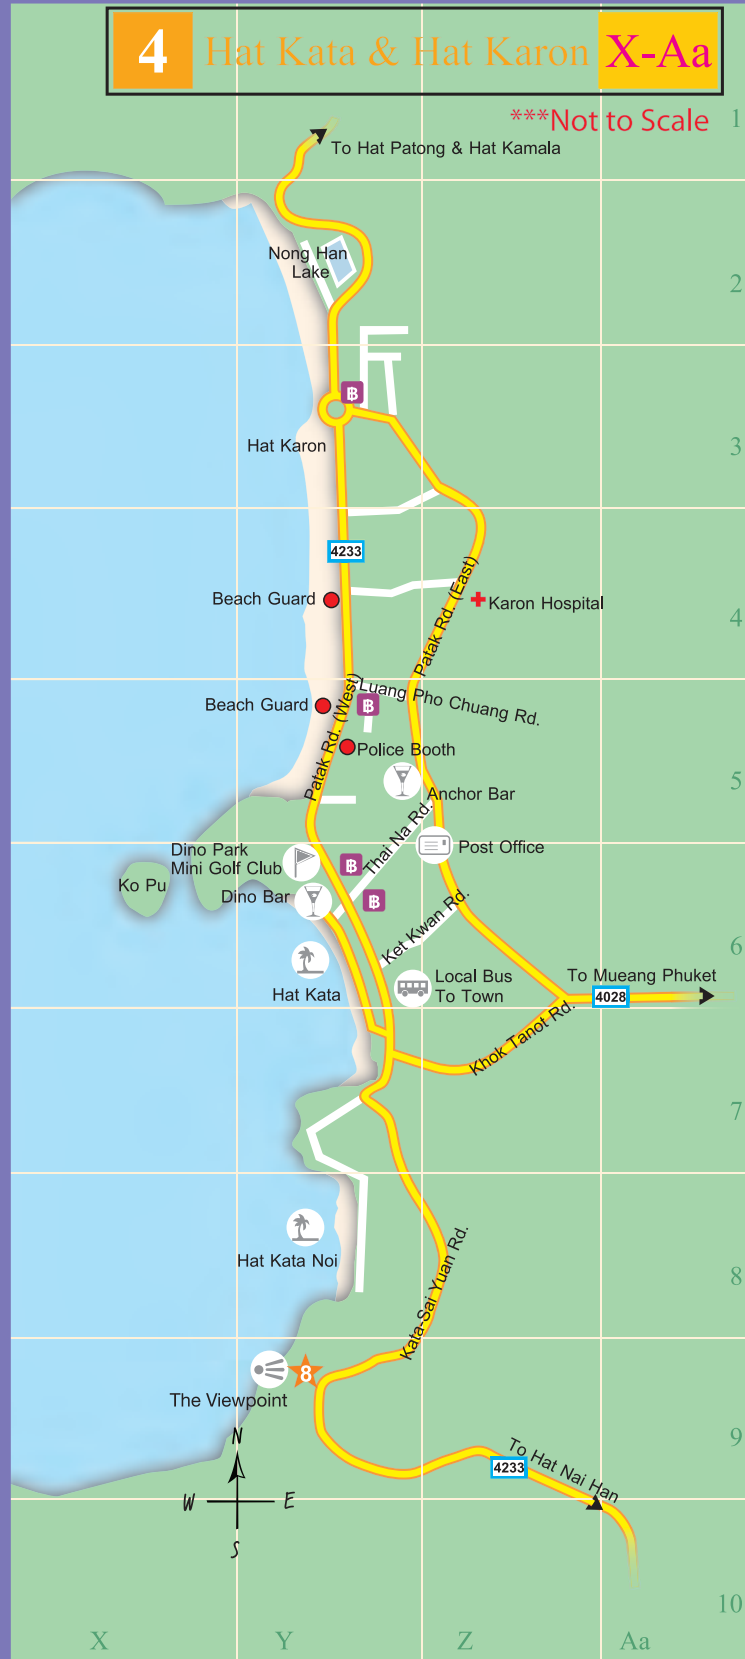 4 Hat Kata & Hat Karon X-Aa
***Not to Scale
1
To Hat Patong & Hat Kamala
Nong Han
Lake
2
฿
Hat Karon
3
4233
Beach Guard
Patak Rd. (East)
Karon Hospital
4
Luang Pho Chuang Rd.
Beach Guard
฿
Patak Rd. (West)
Police Booth
5
Anchor Bar
Thai Na Rd.
Dino Park
Mini Golf Club
฿
Post Office
Ko Pu
Dino Bar
฿
Ket Kwan Rd.
6
Hat Kata
Local Bus
To Town
To Mueang Phuket
4028
Khok Tanot Rd.
7
Hat Kata Noi
8
Kata-Sai Yuan Rd.
8
The Viewpoint
9
N
W E
S
4233
To Hat Nai Han
10
X Y Z Aa